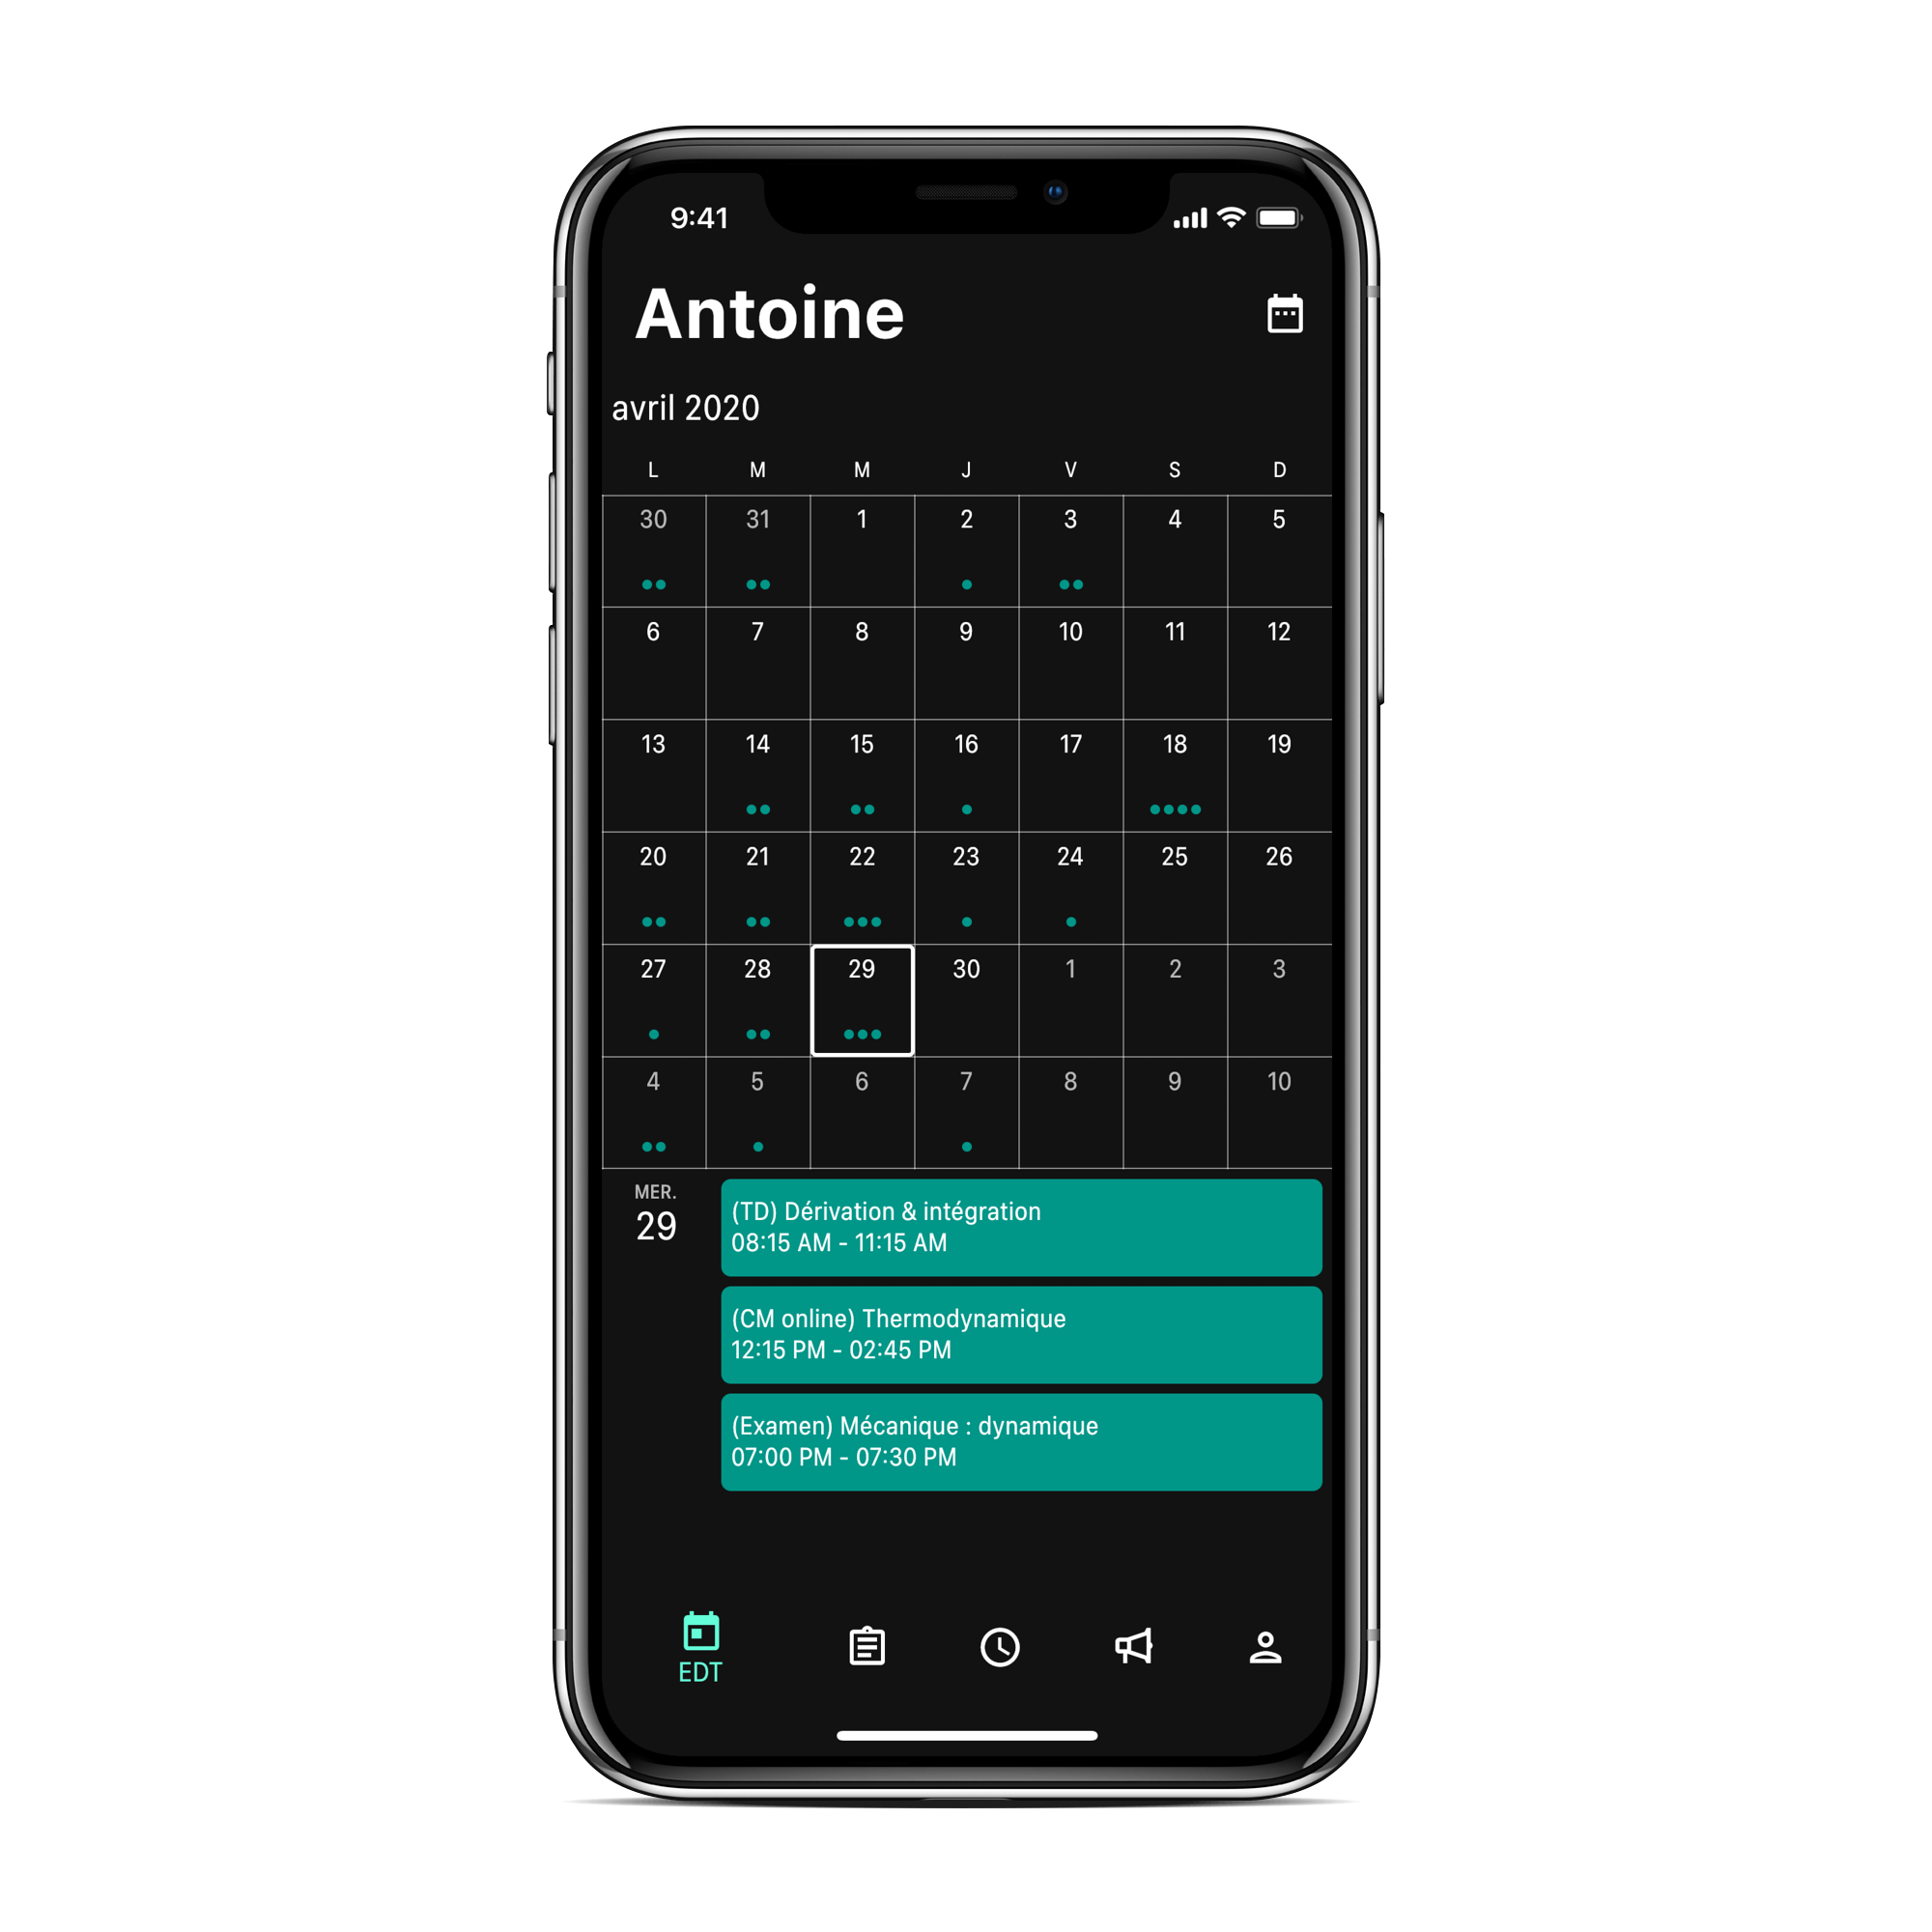 9:41
Antoine
avril 2020
L M M J V S D
30 31 1 2 3 4 5
6 7 8 9 10 11 12
13 14 15 16 17 18 19
20 21 22 23 24 25 26
27 28 29 30 1 2 3
4 5 6 7 8 9 10
MER.
29
(TD) Dérivation & intégration
08:15 AM - 11:15 AM
(CM online) Thermodynamique
12:15 PM - 02:45 PM
(Examen) Mécanique : dynamique
07:00 PM - 07:30 PM
EDT